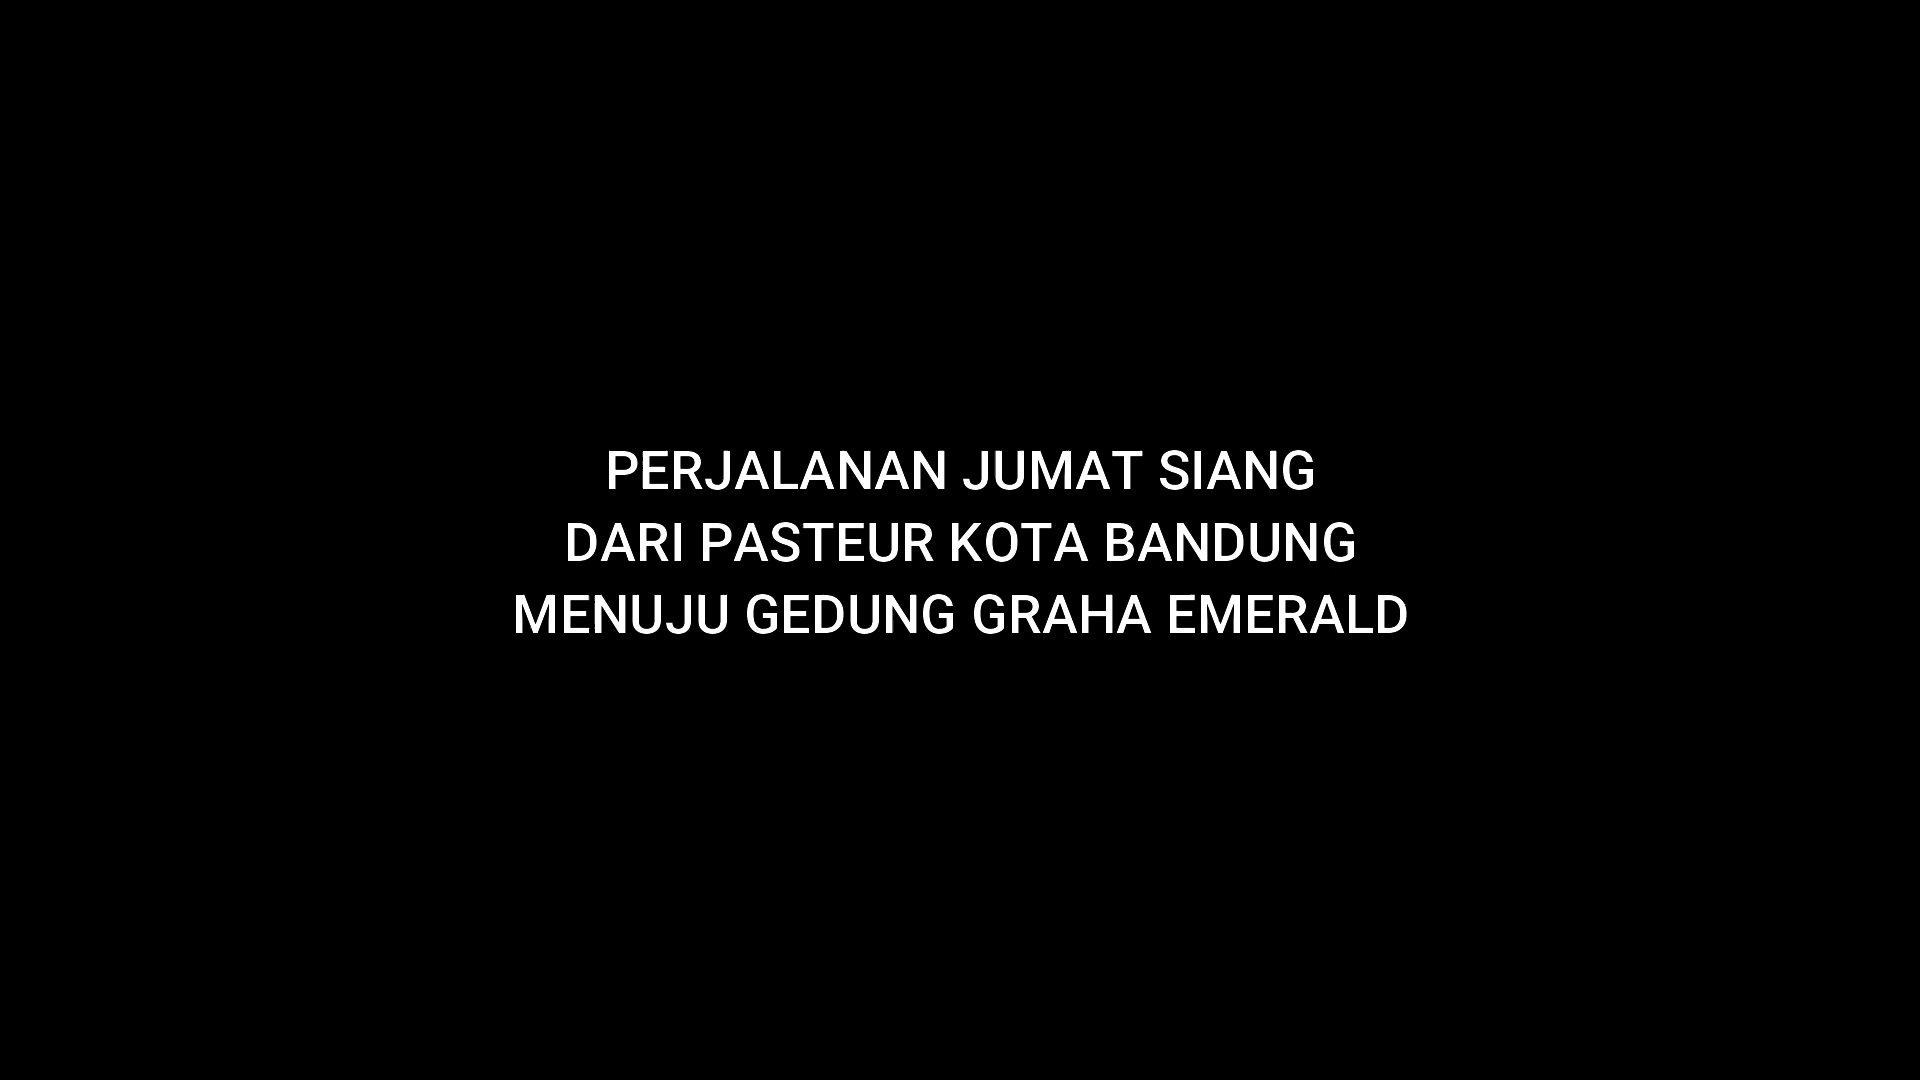 PERJALANAN JUMAT SIANG
DARI PASTEUR KOTA BANDUNG
MENUJU GEDUNG GRAHA EMERALD